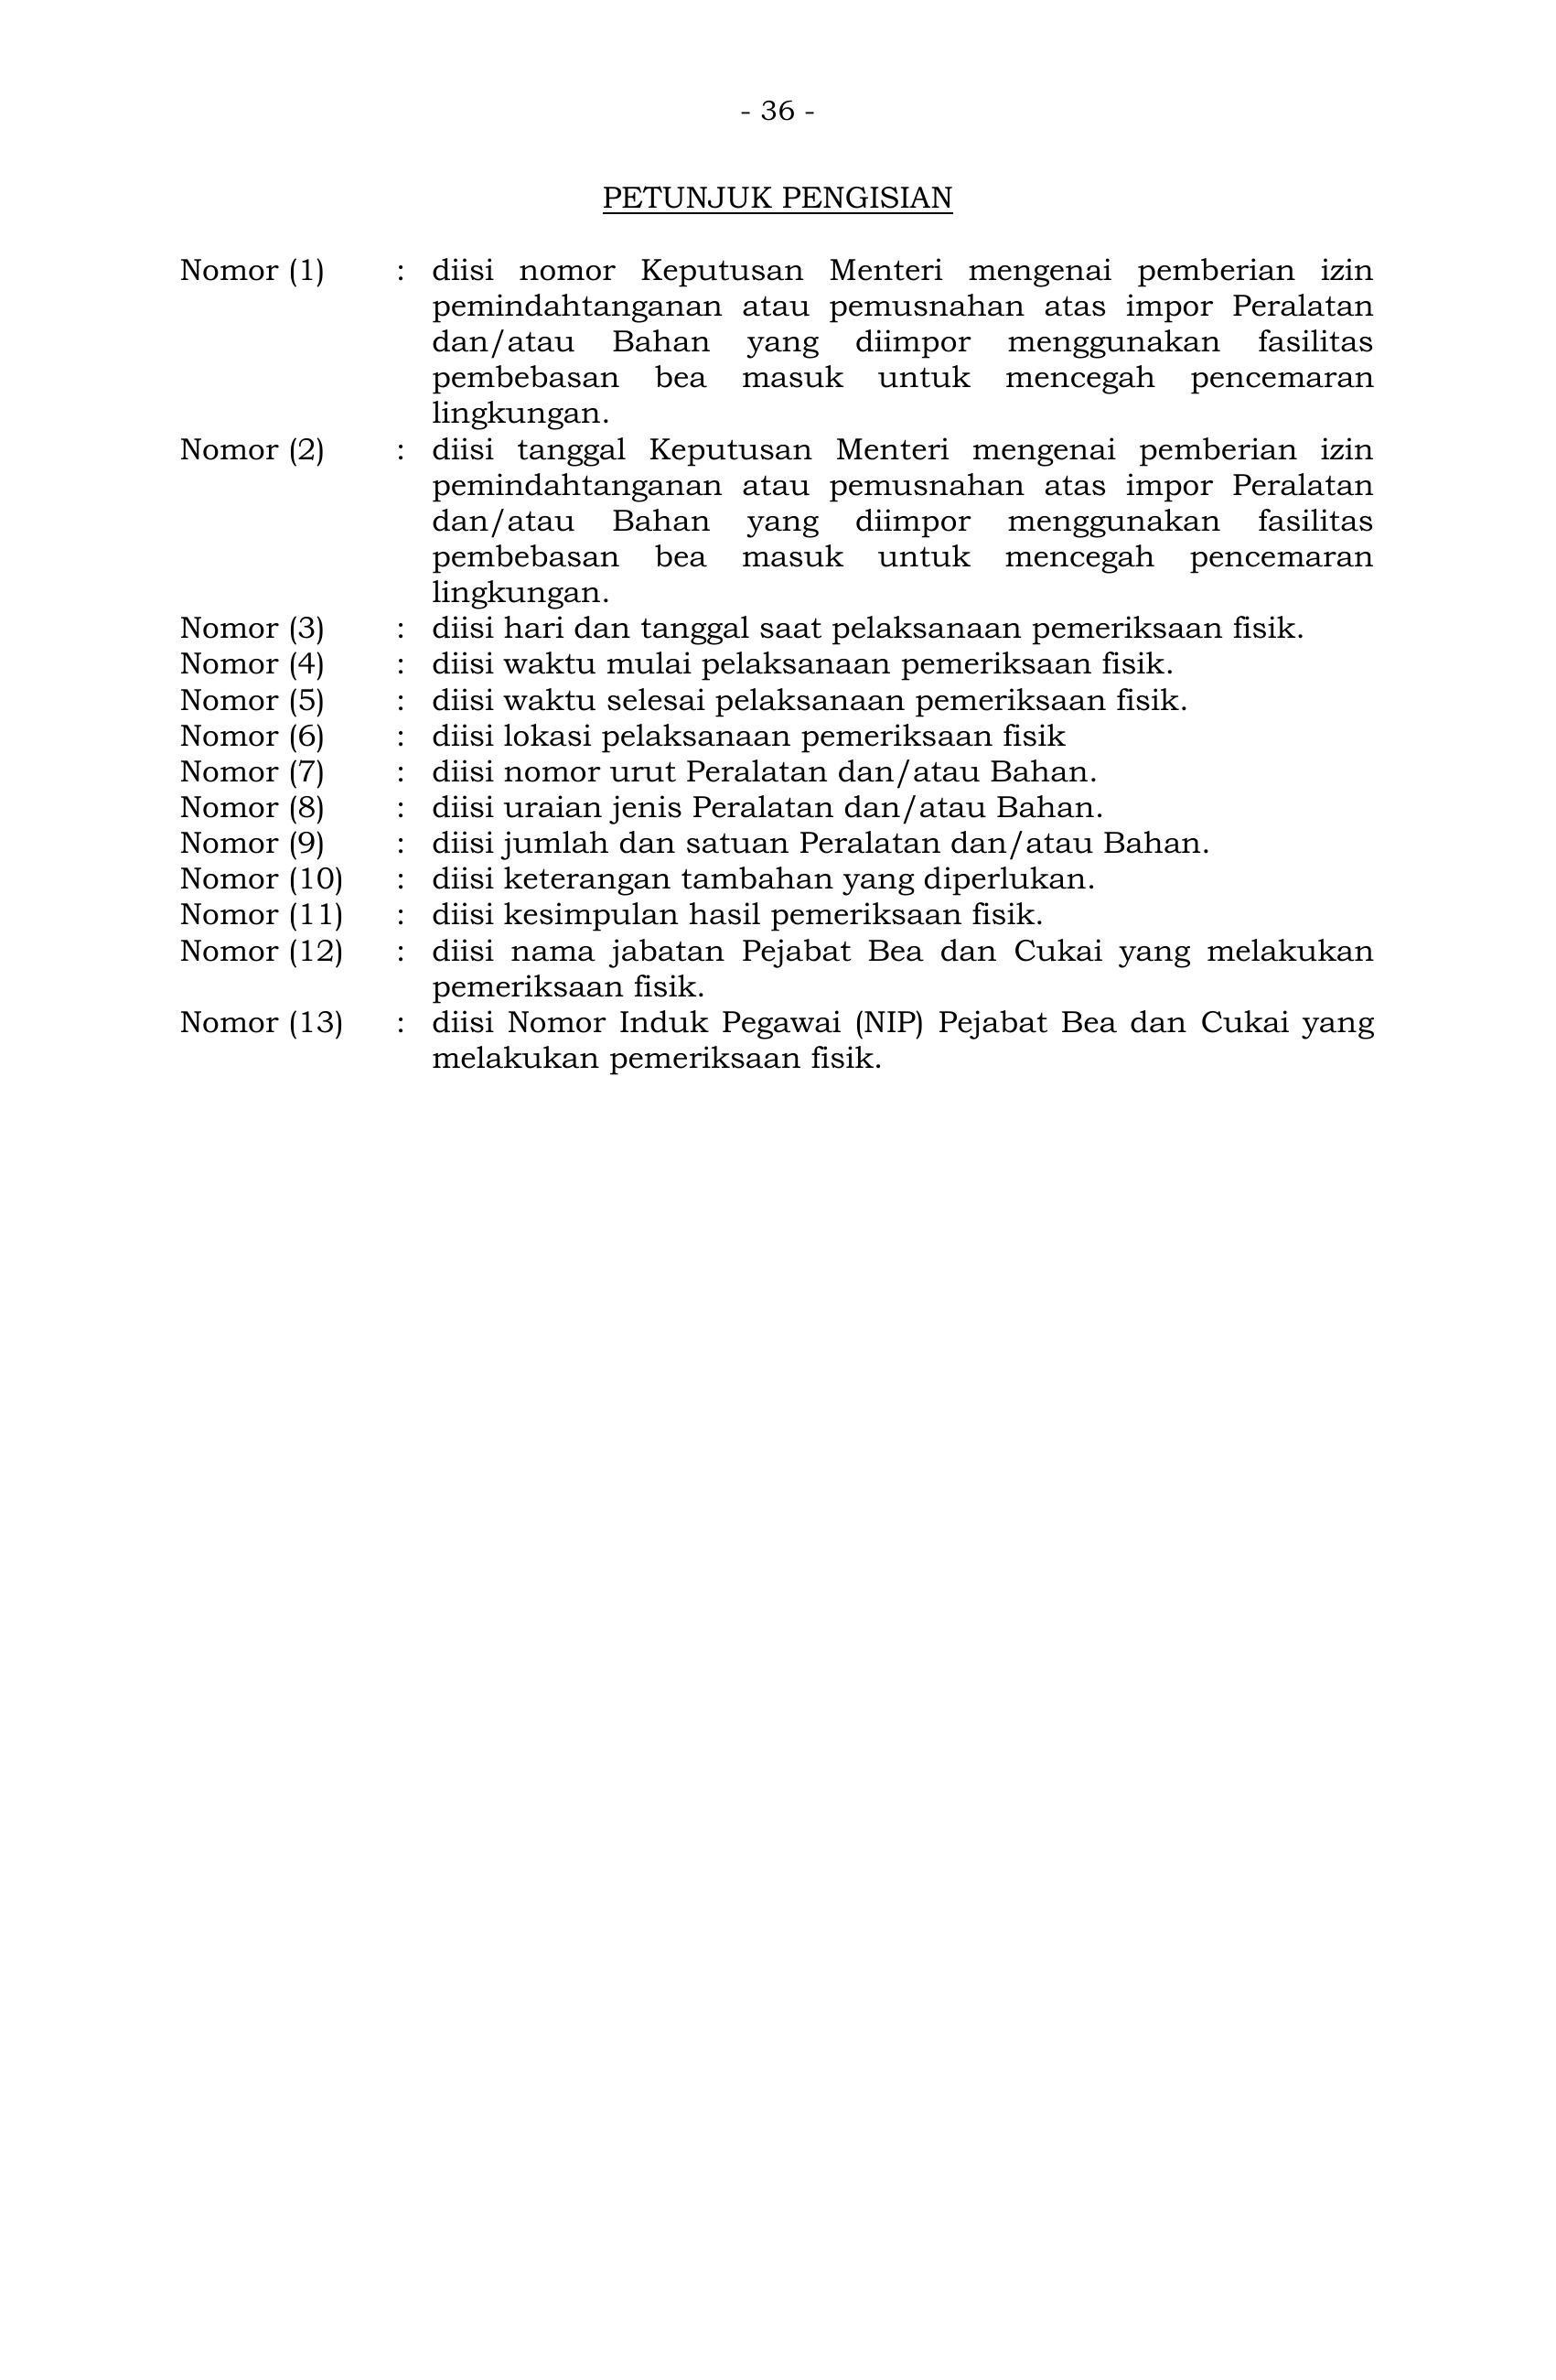 - 36 -
PETUNJUK PENGISIAN
Nomor (1) : diisi nomor Keputusan Menteri mengenai pemberian izin
pemindahtanganan atau pemusnahan atas impor Peralatan
dan/atau Bahan yang diimpor menggunakan fasilitas
pembebasan bea masuk untuk mencegah pencemaran
lingkungan.
Nomor (2) : diisi tanggal Keputusan Menteri mengenai pemberian izin
pemindahtanganan atau pemusnahan atas impor Peralatan
dan/atau Bahan yang diimpor menggunakan fasilitas
pembebasan bea masuk untuk mencegah pencemaran
lingkungan.
Nomor (3) : diisi hari dan tanggal saat pelaksanaan pemeriksaan fisik.
Nomor (4) : diisi waktu mulai pelaksanaan pemeriksaan fisik.
Nomor (5) : diisi waktu selesai pelaksanaan pemeriksaan fisik.
Nomor (6) : diisi lokasi pelaksanaan pemeriksaan fisik
Nomor (7) : diisi nomor urut Peralatan dan/atau Bahan.
Nomor (8) : diisi uraian jenis Peralatan dan/atau Bahan.
Nomor (9) : diisi jumlah dan satuan Peralatan dan/atau Bahan.
Nomor (10) : diisi keterangan tambahan yang diperlukan.
Nomor (11) : diisi kesimpulan hasil pemeriksaan fisik.
Nomor (12) : diisi nama jabatan Pejabat Bea dan Cukai yang melakukan
pemeriksaan fisik.
Nomor (13) : diisi Nomor Induk Pegawai (NIP) Pejabat Bea dan Cukai yang
melakukan pemeriksaan fisik.